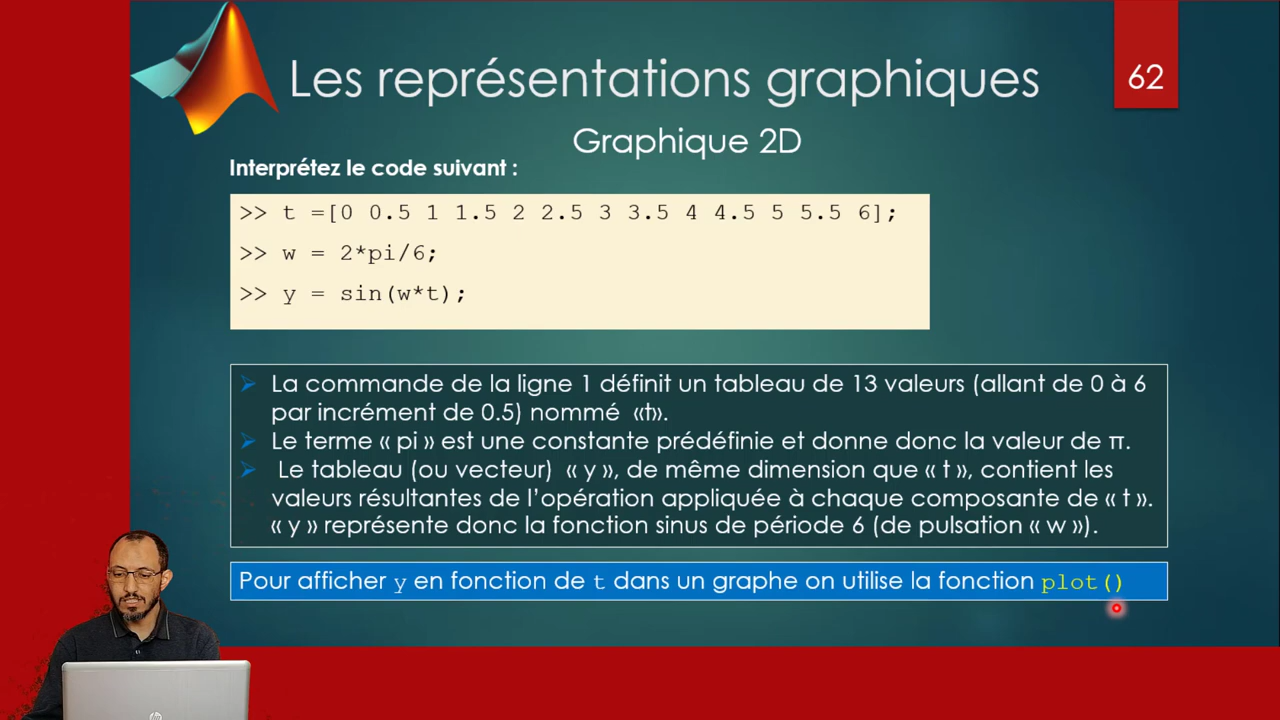 Les représentations graphiques
62
Graphique 2D
Interprétez le code suivant :
>> t =[0 0.5 1 1.5 2 2.5 3 3.5 4 4.5 5 5.5 6];
>> w = 2*pi/6;
>> y = sin(w*t);
La commande de la ligne 1 définit un tableau de 13 valeurs (allant de 0 à 6
par incrément de 0.5) nommé «t».
Le terme « pi » est une constante prédéfinie et donne donc la valeur de π.
Le tableau (ou vecteur) « y », de même dimension que « t », contient les
valeurs résultantes de l'opération appliquée à chaque composante de « t ».
« y » représente donc la fonction sinus de période 6 (de pulsation « w »).
Pour afficher y en fonction de t dans un graphe on utilise la fonction plot()
hp